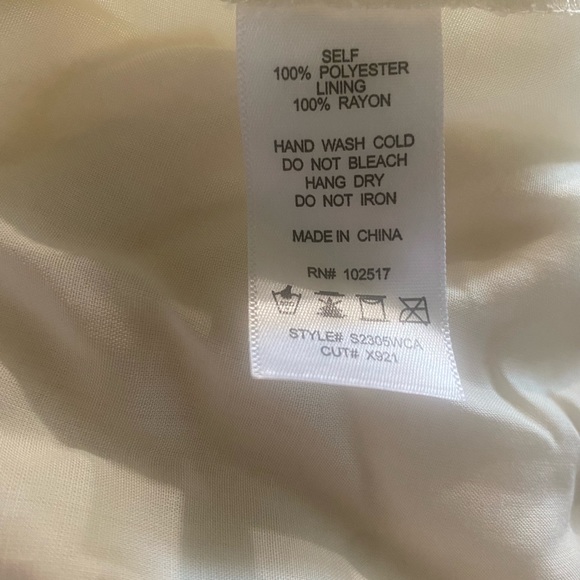 SELF
100% POLYESTER
LINING
100% RAYON
HAND WASH COLD
DO NOT BLEACH
HANG DRY
DO NOT IRON
MADE IN CHINA
RN# 102517
STYLE# S2305WCA
CUT# X921